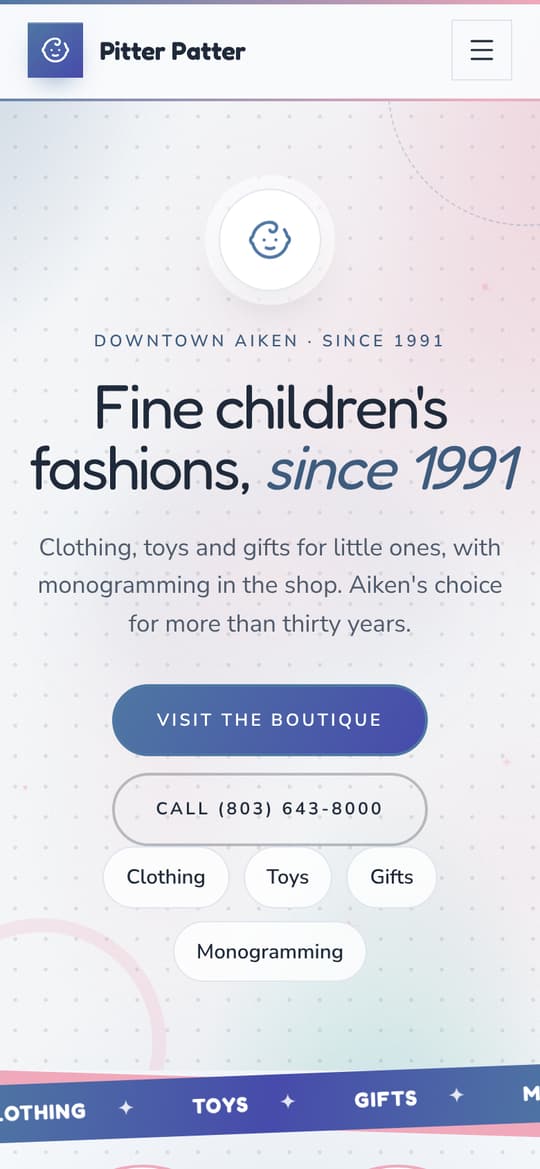 Pitter Patter
DOWNTOWN AIKEN · SINCE 1991
Fine children's
fashions, since 1991
Clothing, toys and gifts for little ones, with
monogramming in the shop. Aiken's choice
for more than thirty years.
VISIT THE BOUTIQUE
CALL (803) 643-8000
Clothing Toys Gifts
Monogramming
LOTHING ✦ TOYS ✦ GIFTS ✦ M